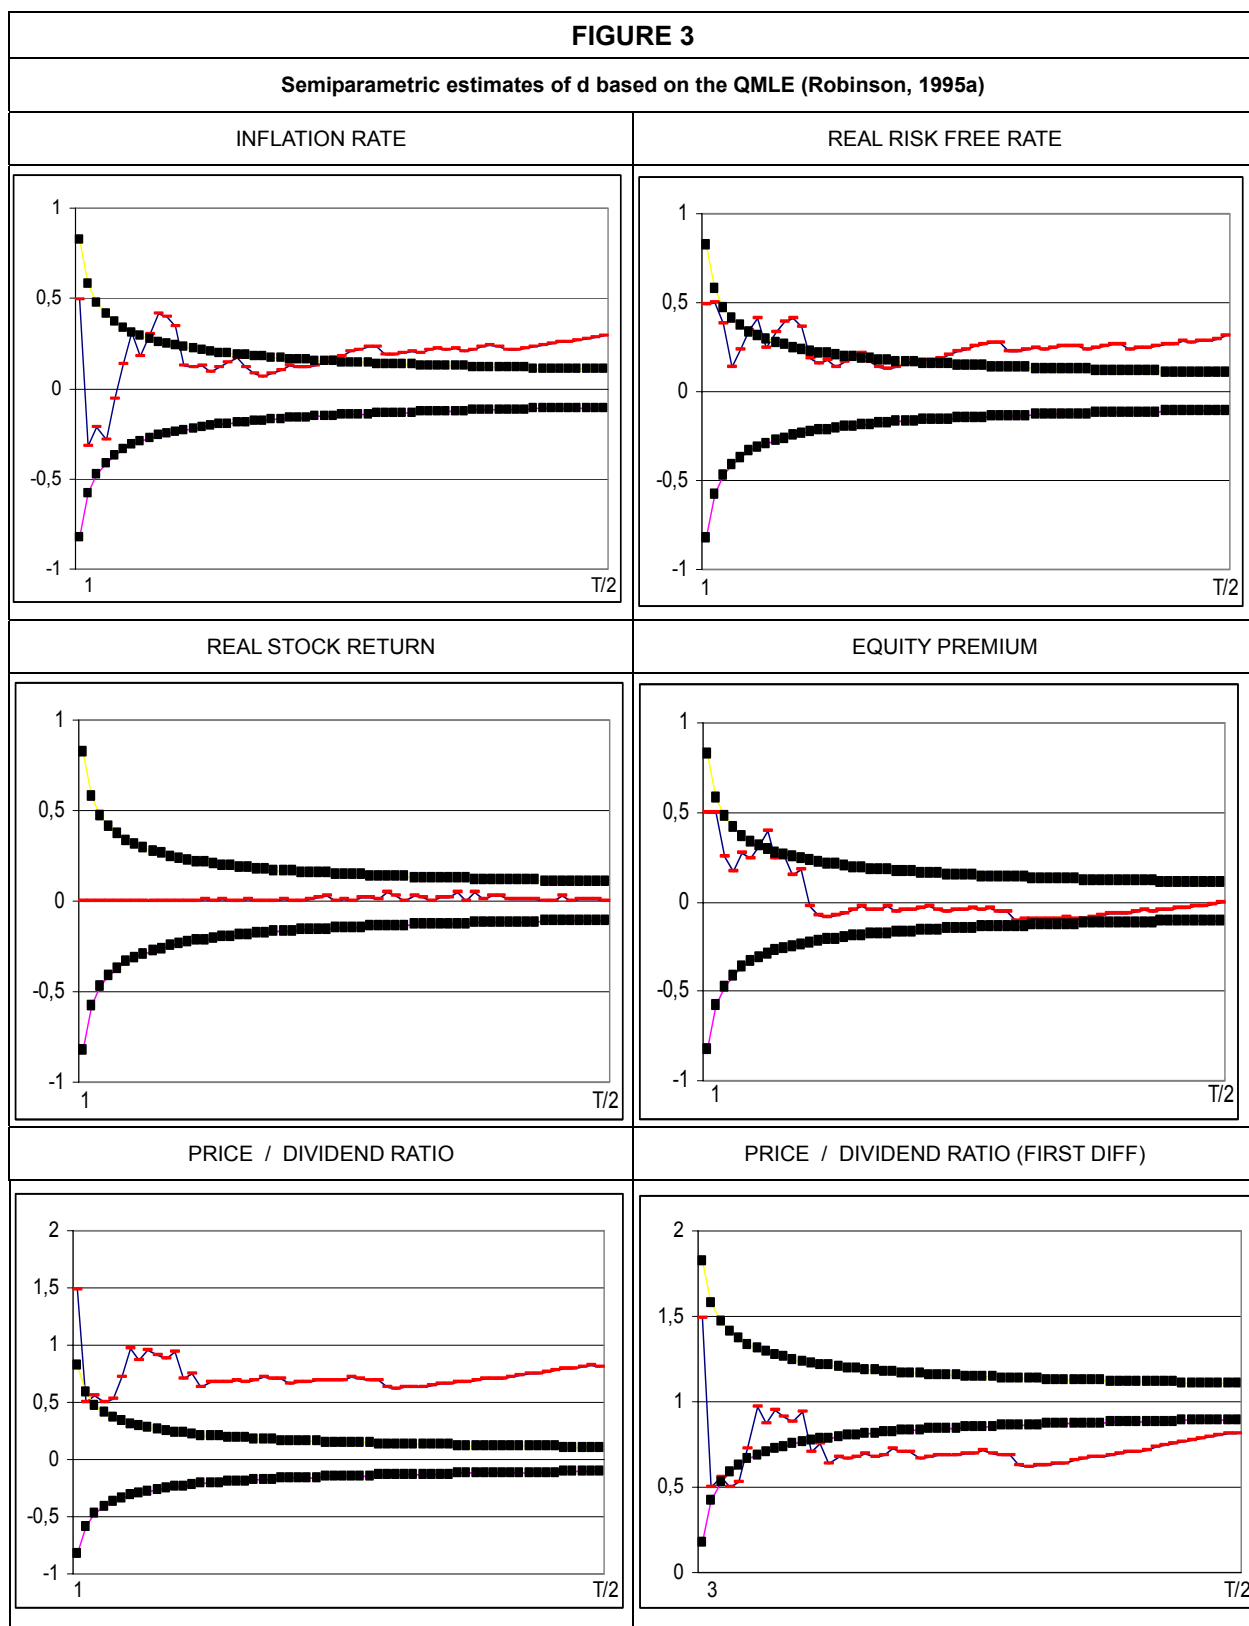 FIGURE 3
Semiparametric estimates of d based on the QMLE (Robinson, 1995a)
INFLATION RATE
REAL RISK FREE RATE
1
0,5
0
-0,5
-1
1
T/2
1
0,5
0
-0,5
-1
1
T/2
REAL STOCK RETURN
EQUITY PREMIUM
1
0,5
0
-0,5
-1
1
T/2
1
0,5
0
-0,5
-1
1
T/2
PRICE / DIVIDEND RATIO
PRICE / DIVIDEND RATIO (FIRST DIFF)
2
1,5
1
0,5
0
-0,5
-1
1
T/2
2
1,5
1
0,5
0
3
T/2